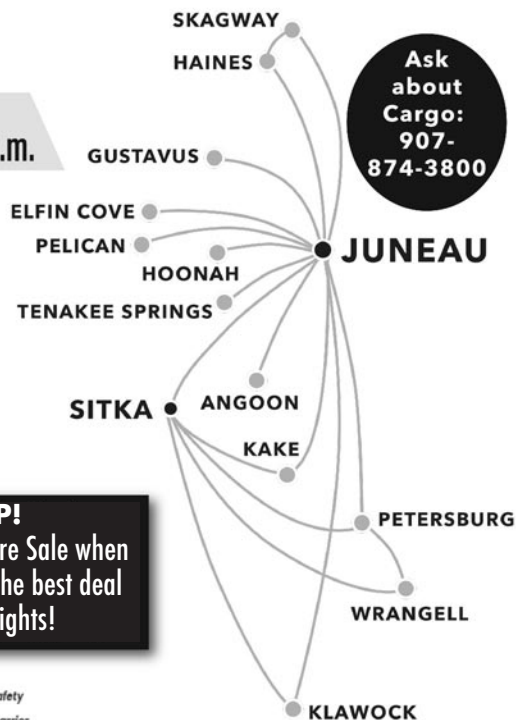 SKAGWAY
HAINES
Ask
about
Cargo:
907-
874-3800
.m.
GUSTAVUS
ELFIN COVE
PELICAN
JUNEAU
HOONAH
TENAKEE SPRINGS
SITKA
ANGOON
KAKE
P!
re Sale when
he best deal
ights!
PETERSBURG
WRANGELL
afety
KLAWOCK